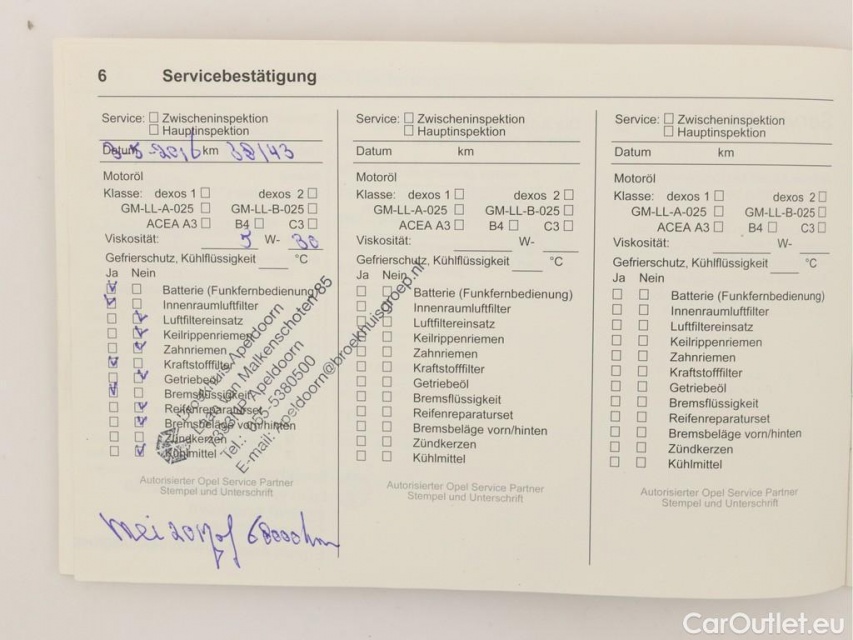 6 Servicebestätigung
Service: Zwischeninspektion
Hauptinspektion
Datum km
Motoröl
Klasse: dexos 1 dexos 2
GM-LL-A-025 GM-LL-B-025
ACEA A3 B4 C3
Viskosität: 5 W- 30
Gefrierschutz, Kühlflüssigkeit °C
Ja Nein
Batterie (Funkfernbedienung)
Innenraumluftfilter
Luftfiltereinsatz
Keilrippenriemen
Zahnriemen
Kraftstofffilter
Getriebeöl
Bremsflüssigkeit
Reifenreparaturset
Bremsbeläge vorn/hinten
Zündkerzen
Kühlmittel
Autorisierter Opel Service Partner
Stempel und Unterschrift
Apeldoorn
Laan van Malkenschoten 85
Apeldoorn
Tel.: 055-5380500
E-mail: Apeldoorn@broekhuisgroep.nl
Mei 2017 of 60000 km
Service: Zwischeninspektion
Hauptinspektion
Datum km
Motoröl
Klasse: dexos 1 dexos 2
GM-LL-A-025 GM-LL-B-025
ACEA A3 B4 C3
Viskosität: W-
Gefrierschutz, Kühlflüssigkeit °C
Ja Nein
Batterie (Funkfernbedienung)
Innenraumluftfilter
Luftfiltereinsatz
Keilrippenriemen
Zahnriemen
Kraftstofffilter
Getriebeöl
Bremsflüssigkeit
Reifenreparaturset
Bremsbeläge vorn/hinten
Zündkerzen
Kühlmittel
Autorisierter Opel Service Partner
Stempel und Unterschrift
Service: Zwischeninspektion
Hauptinspektion
Datum km
Motoröl
Klasse: dexos 1 dexos 2
GM-LL-A-025 GM-LL-B-025
ACEA A3 B4 C3
Viskosität: W-
Gefrierschutz, Kühlflüssigkeit °C
Ja Nein
Batterie (Funkfernbedienung)
Innenraumluftfilter
Luftfiltereinsatz
Keilrippenriemen
Zahnriemen
Kraftstofffilter
Getriebeöl
Bremsflüssigkeit
Reifenreparaturset
Bremsbeläge vorn/hinten
Zündkerzen
Kühlmittel
Autorisierter Opel Service Partner
Stempel und Unterschrift
CarOutlet.eu